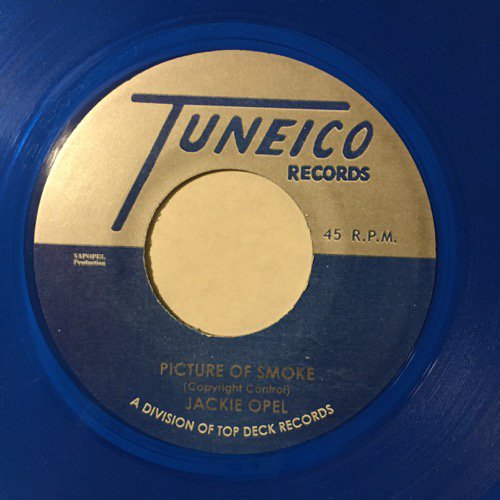 TUNEICO
RECORDS
45 R.P.M.
VAPOPEL
Production
PICTURE OF SMOKE
(Copyright Control)
JACKIE OPEL
A DIVISION OF TOP DECK RECORDS